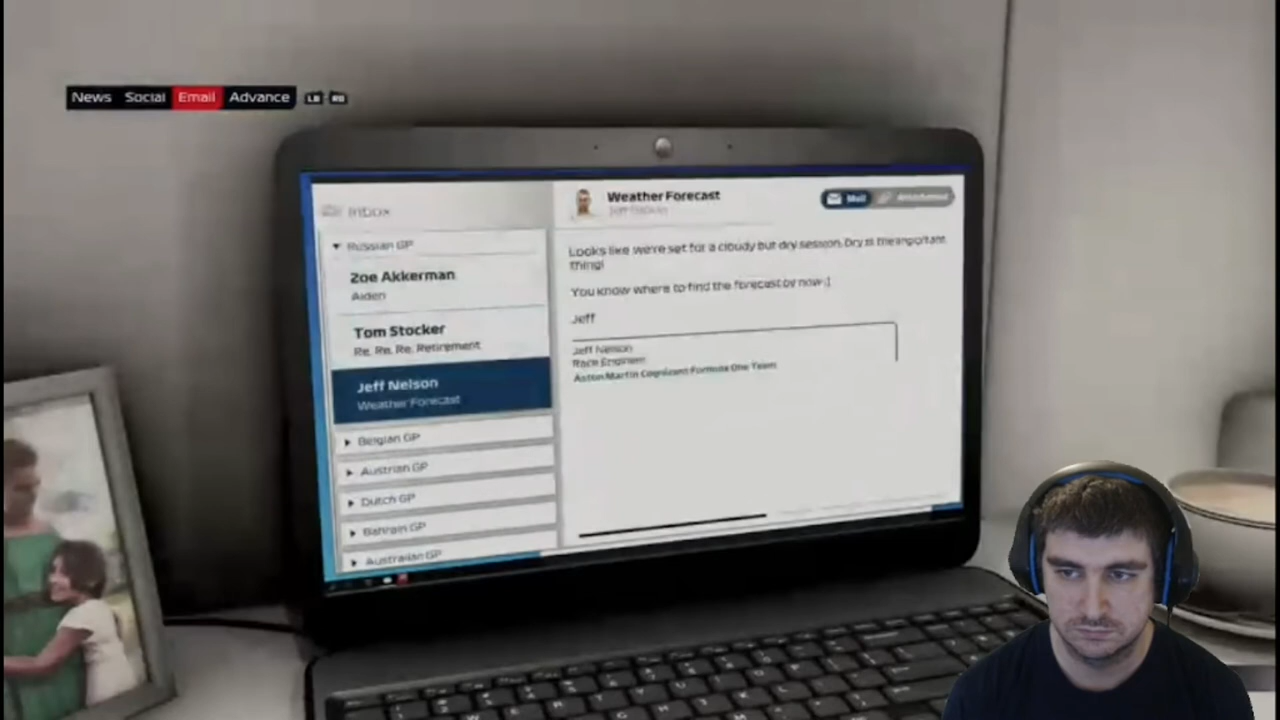 News Social Email Advance LB RB
Inbox
Weather Forecast
Mail
Russian GP
Zoe Akkerman
Aiden
Tom Stocker
Re. Re. Re. Retirement
Jeff Nelson
Weather Forecast
Belgian GP
Austrian GP
Dutch GP
Bahrain GP
Australian GP
Looks like we're set for a cloudy but dry session. Dry is the important
thing!
You know where to find the forecast by now :)
Jeff
Jeff Nelson
Race Engineer
Aston Martin Cognizant Formula One Team